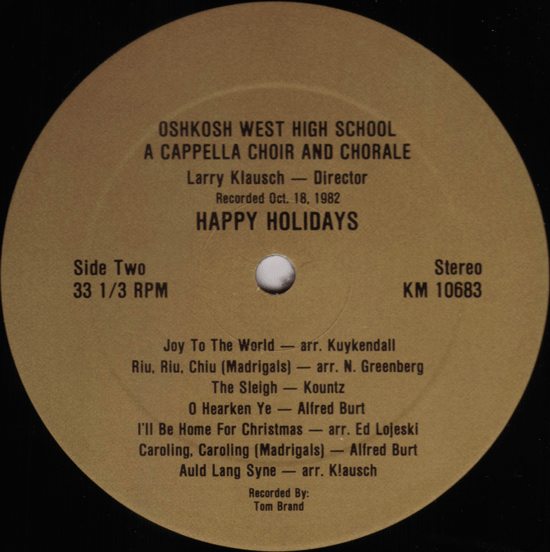 OSHKOSH WEST HIGH SCHOOL
A CAPPELLA CHOIR AND CHORALE
Larry Klausch — Director
Recorded Oct. 18, 1982
HAPPY HOLIDAYS
Side Two
33 1/3 RPM
Stereo
KM 10683
Joy To The World — arr. Kuykendall
Riu, Riu, Chiu (Madrigals) — arr. N. Greenberg
The Sleigh — Kountz
O Hearken Ye — Alfred Burt
I'll Be Home For Christmas — arr. Ed Lojeski
Caroling, Caroling (Madrigals) — Alfred Burt
Auld Lang Syne — arr. Klausch
Recorded By:
Tom Brand